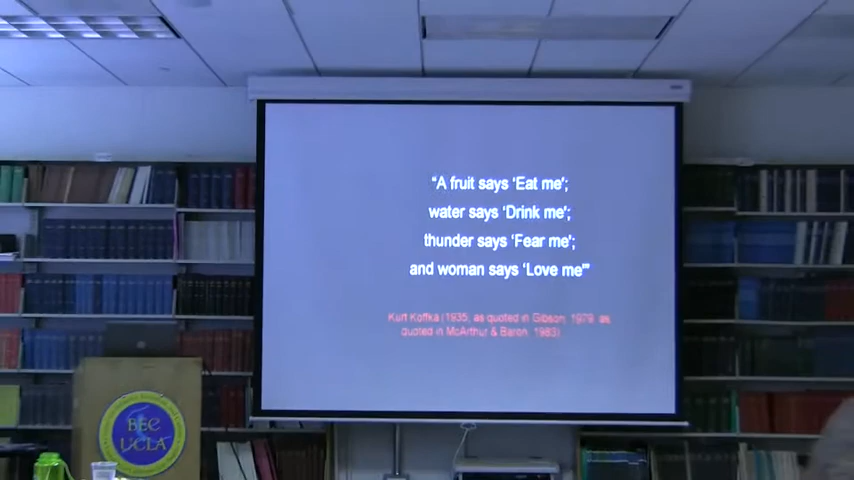 “A fruit says ‘Eat me’;
water says ‘Drink me’;
thunder says ‘Fear me’;
and woman says ‘Love me’”
Kurt Koffka (1935, as quoted in Gibson, 1979, as
quoted in McArthur & Baron, 1983)
BEC
UCLA